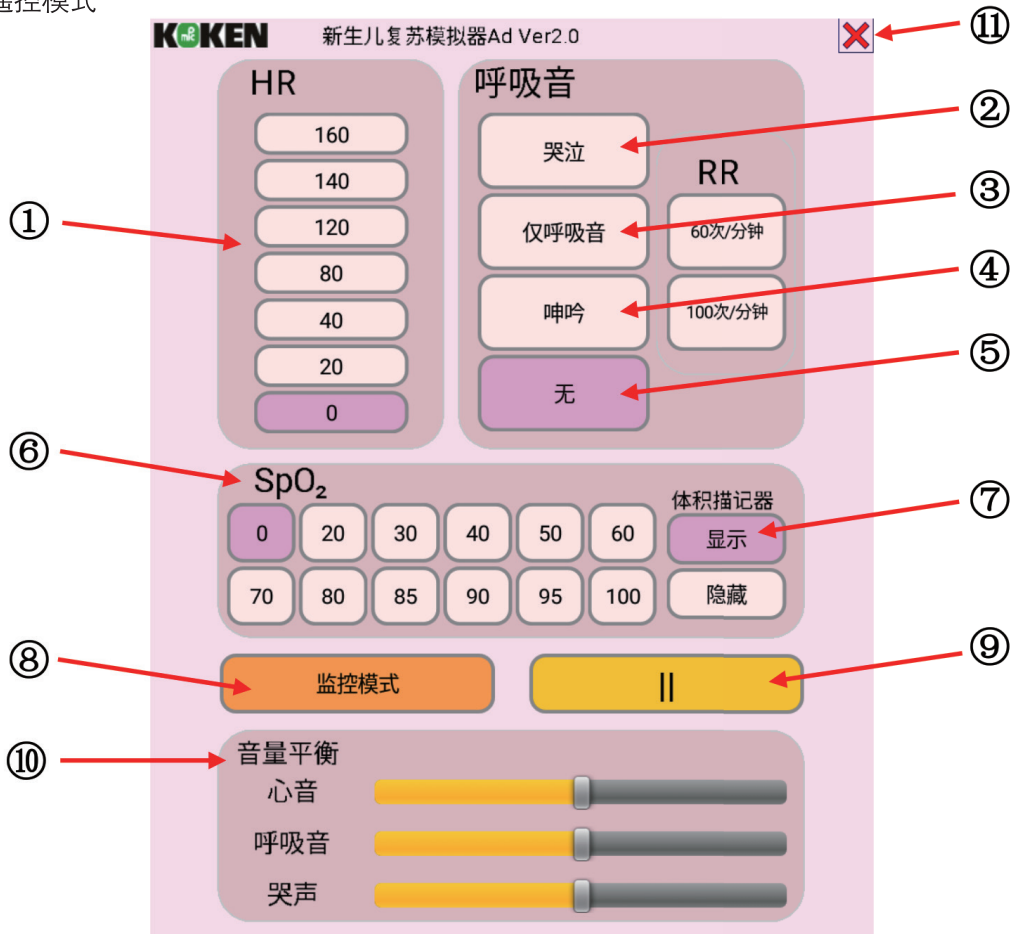 遥控模式
KOKEN
新生儿复苏模拟器Ad Ver2.0
⑪
HR
160
140
120
80
40
20
0
①
呼吸音
哭泣
②
仅呼吸音
③
呻吟
④
无
⑤
RR
60次/分钟
100次/分钟
⑥
SpO₂
0 20 30 40 50 60
70 80 85 90 95 100
体积描记器
显示
⑦
隐藏
⑧
监控模式
||
⑨
⑩
音量平衡
心音
呼吸音
哭声